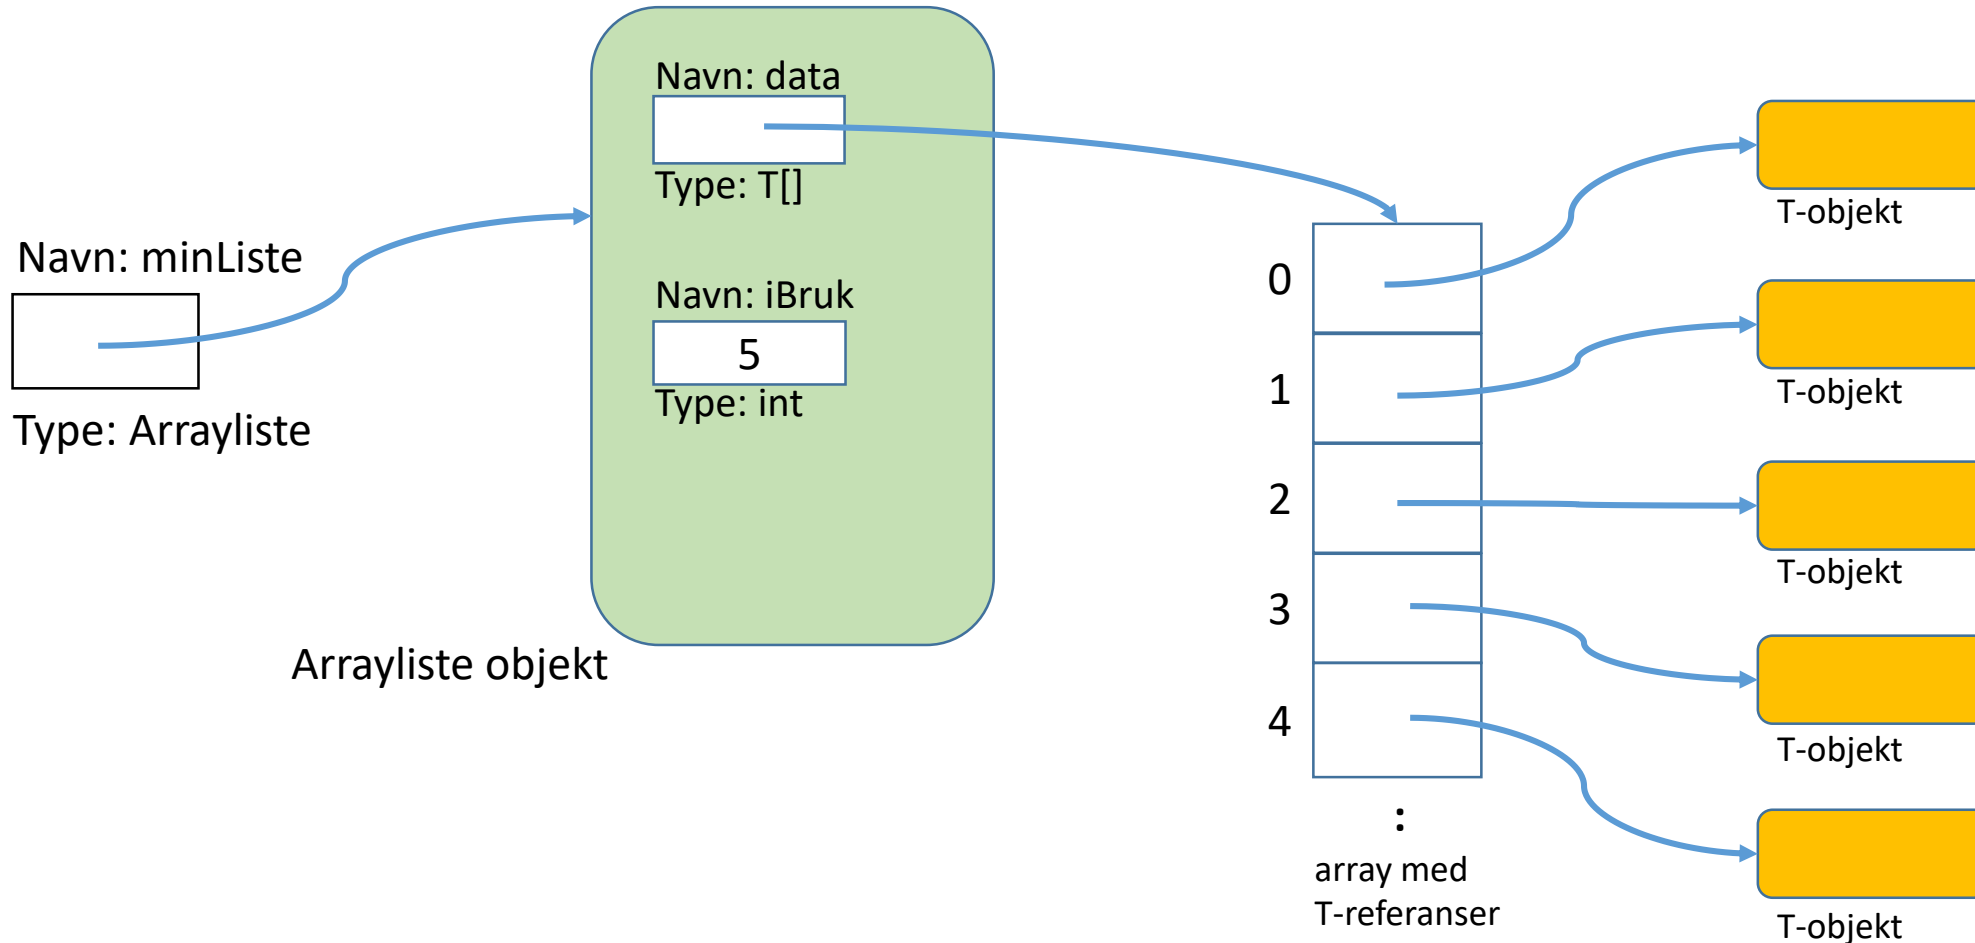 Navn: minListe
Type: Arrayliste
Navn: data
Type: T[]
Navn: iBruk
5
Type: int
Arrayliste objekt
0
1
2
3
4
:
array med
T-referanser
T-objekt
T-objekt
T-objekt
T-objekt
T-objekt